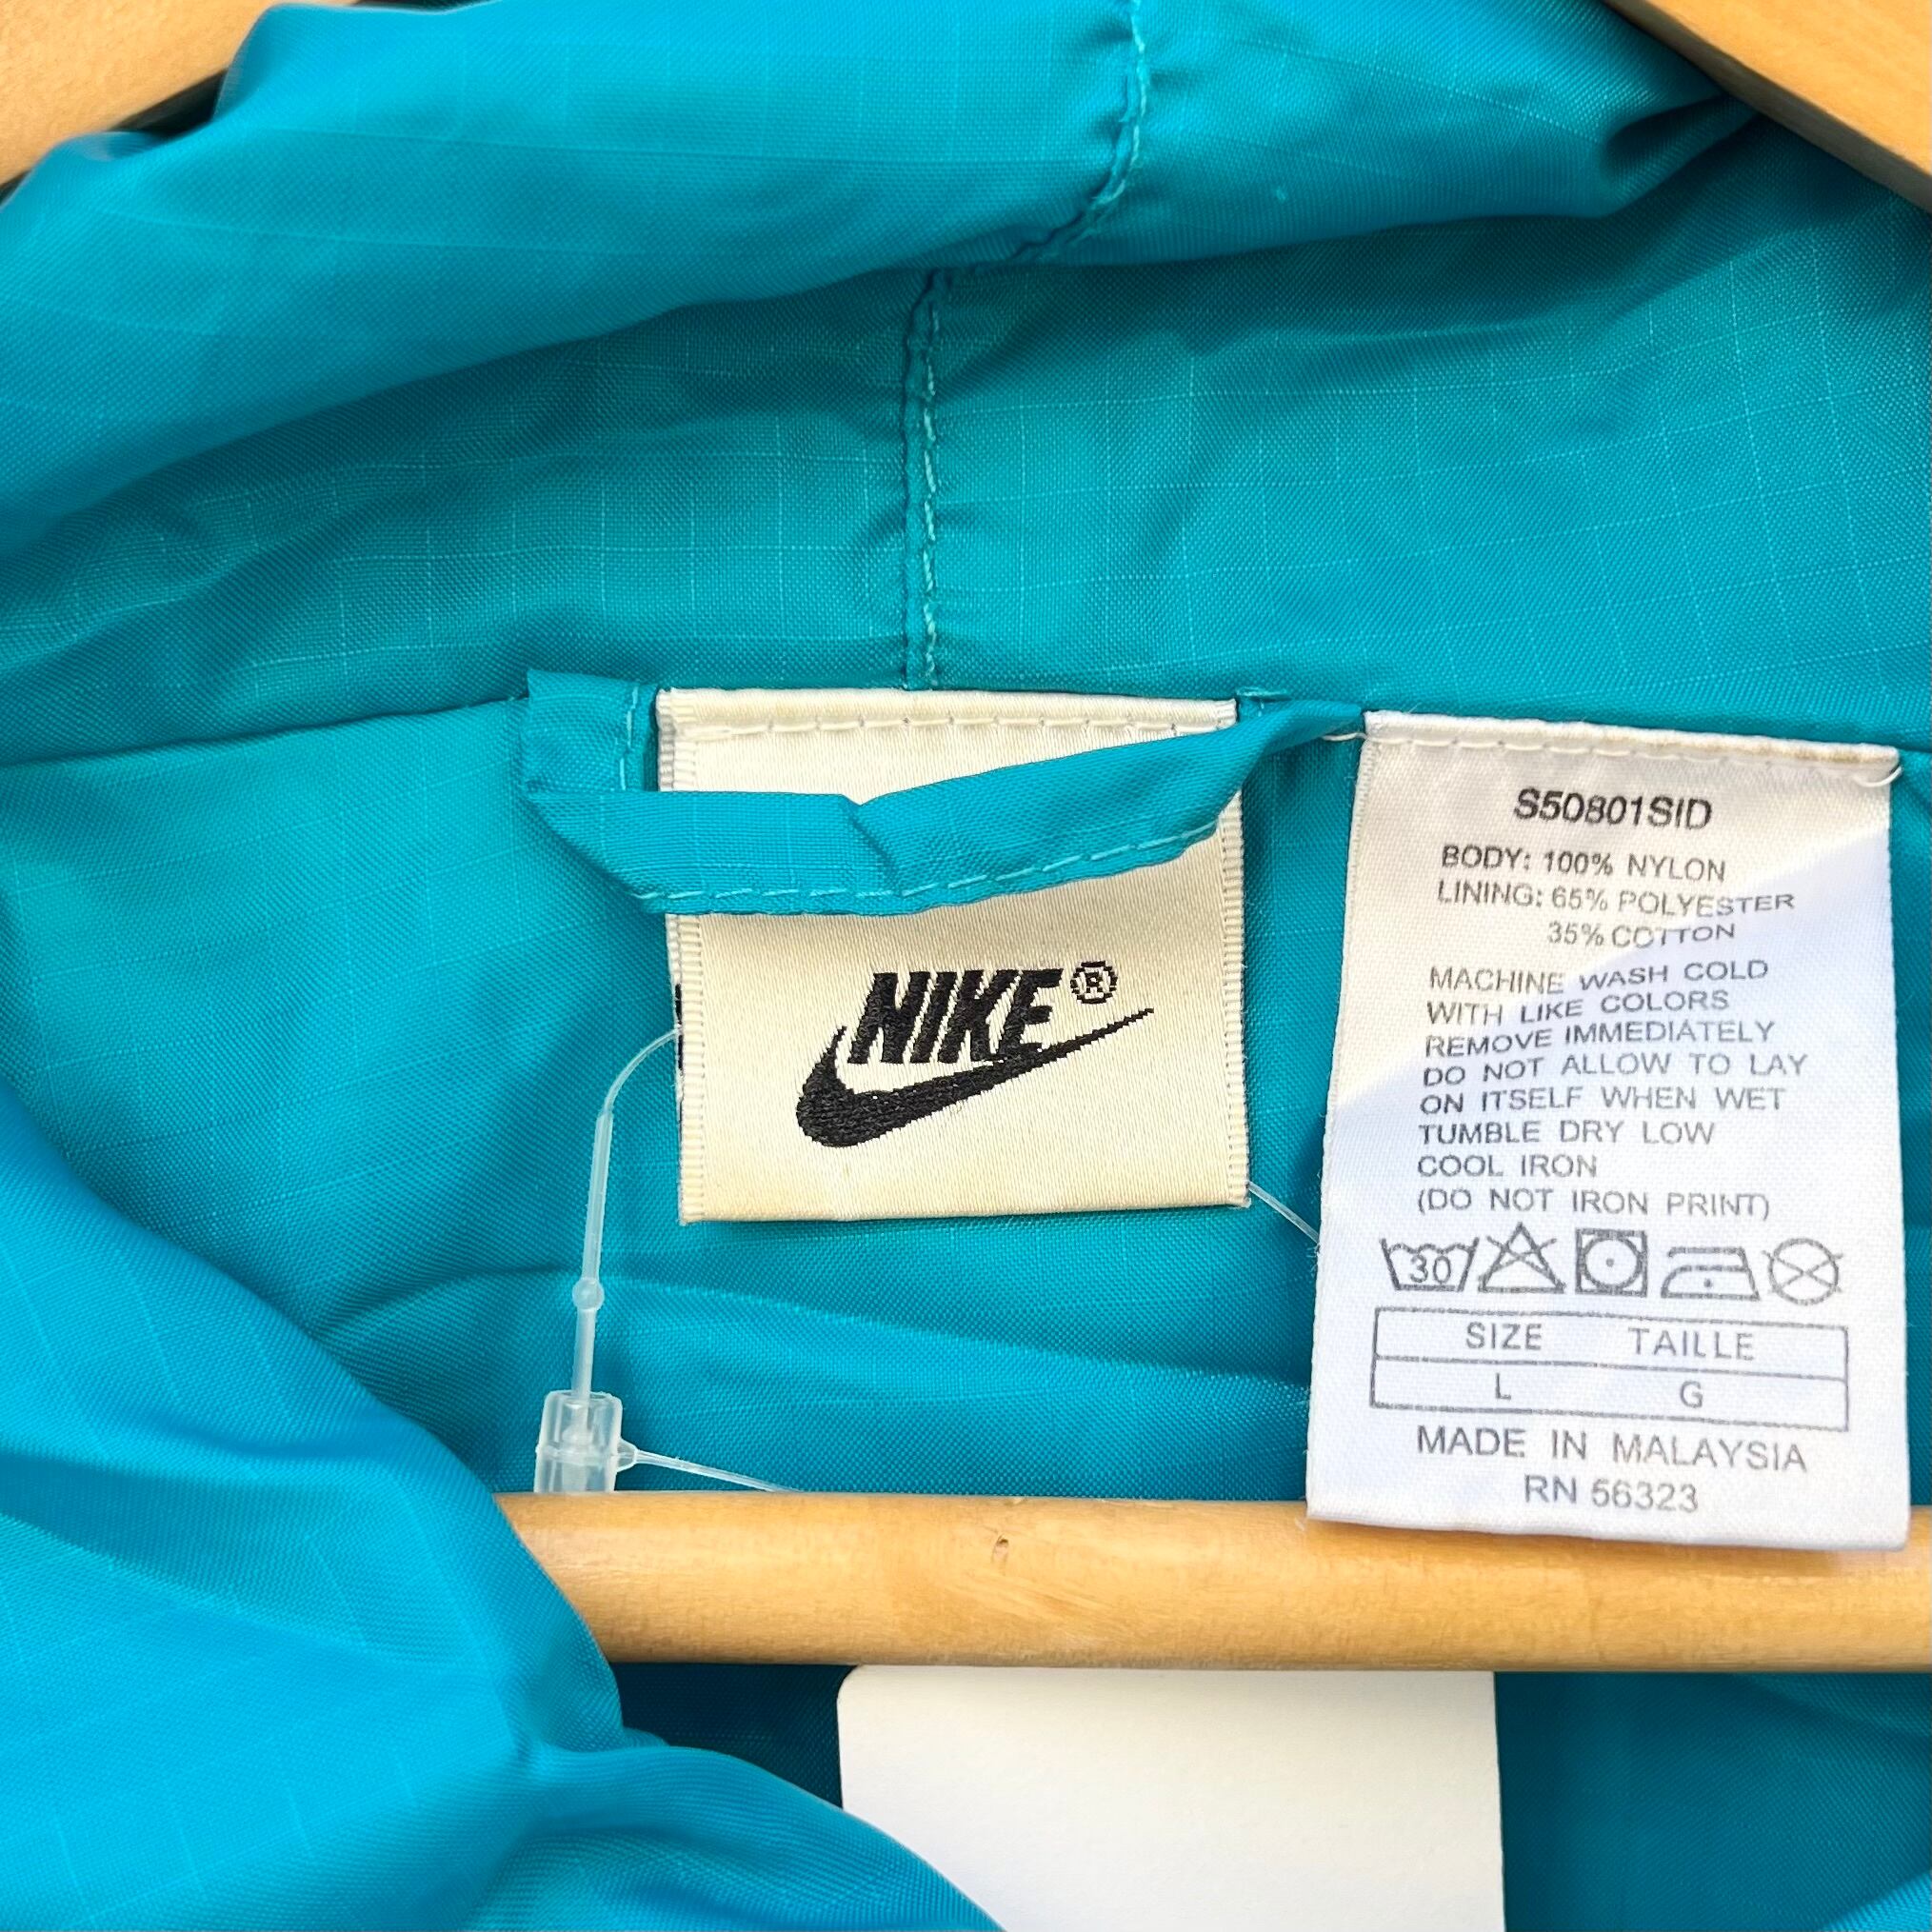 NIKE®
S50801SID
BODY: 100% NYLON
LINING: 65% POLYESTER
35% COTTON
MACHINE WASH COLD
WITH LIKE COLORS
REMOVE IMMEDIATELY
DO NOT ALLOW TO LAY
ON ITSELF WHEN WET
TUMBLE DRY LOW
COOL IRON
(DO NOT IRON PRINT)
30
SIZE TAILLE
L G
MADE IN MALAYSIA
RN 56323